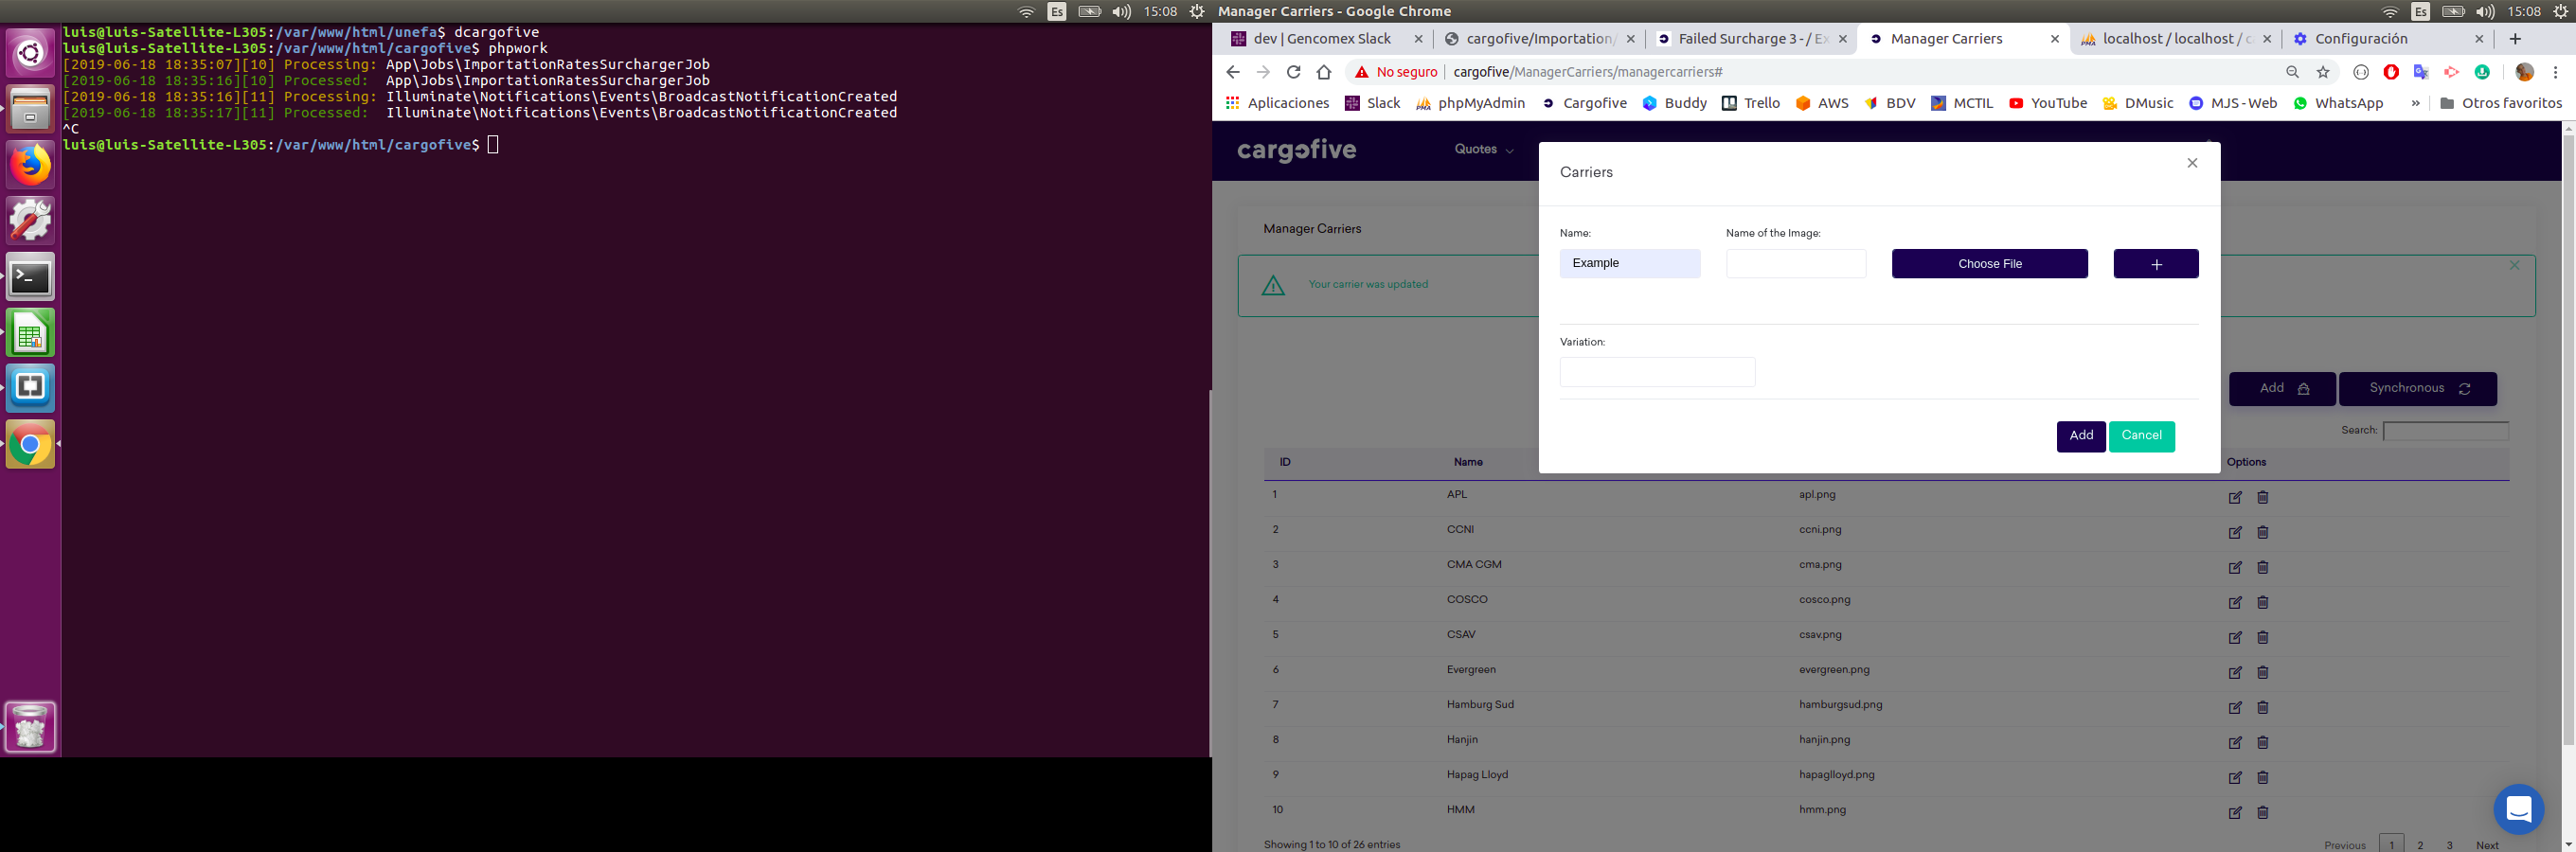 Es 15:08
luis@luis-Satellite-L305:/var/www/html/unefa$ dcargofive
luis@luis-Satellite-L305:/var/www/html/cargofive$ phpwork
[2019-06-18 18:35:07][10] Processing: App\Jobs\ImportationRatesSurchargerJob
[2019-06-18 18:35:16][10] Processed:  App\Jobs\ImportationRatesSurchargerJob
[2019-06-18 18:35:16][11] Processing: Illuminate\Notifications\Events\BroadcastNotificationCreated
[2019-06-18 18:35:17][11] Processed:  Illuminate\Notifications\Events\BroadcastNotificationCreated
^C
luis@luis-Satellite-L305:/var/www/html/cargofive$
Manager Carriers - Google Chrome Es 15:08
dev | Gencomex Slack cargofive/Importation/ Failed Surcharge 3 - / Ex Manager Carriers localhost / localhost / c Configuración
No seguro cargofive/ManagerCarriers/managercarriers#
Aplicaciones Slack phpMyAdmin Cargofive Buddy Trello AWS BDV MCTIL YouTube DMusic MJS - Web WhatsApp » Otros favoritos
cargofive Quotes
Carriers
Manager Carriers
Name: Name of the Image:
Example Choose File
Your carrier was updated
Variation:
Add Synchronous
Search:
Add Cancel
ID Name Options
1 APL apl.png
2 CCNI ccni.png
3 CMA CGM cma.png
4 COSCO cosco.png
5 CSAV csav.png
6 Evergreen evergreen.png
7 Hamburg Sud hamburgsud.png
8 Hanjin hanjin.png
9 Hapag Lloyd hapaglloyd.png
10 HMM hmm.png
Showing 1 to 10 of 26 entries Previous 1 2 3 Next